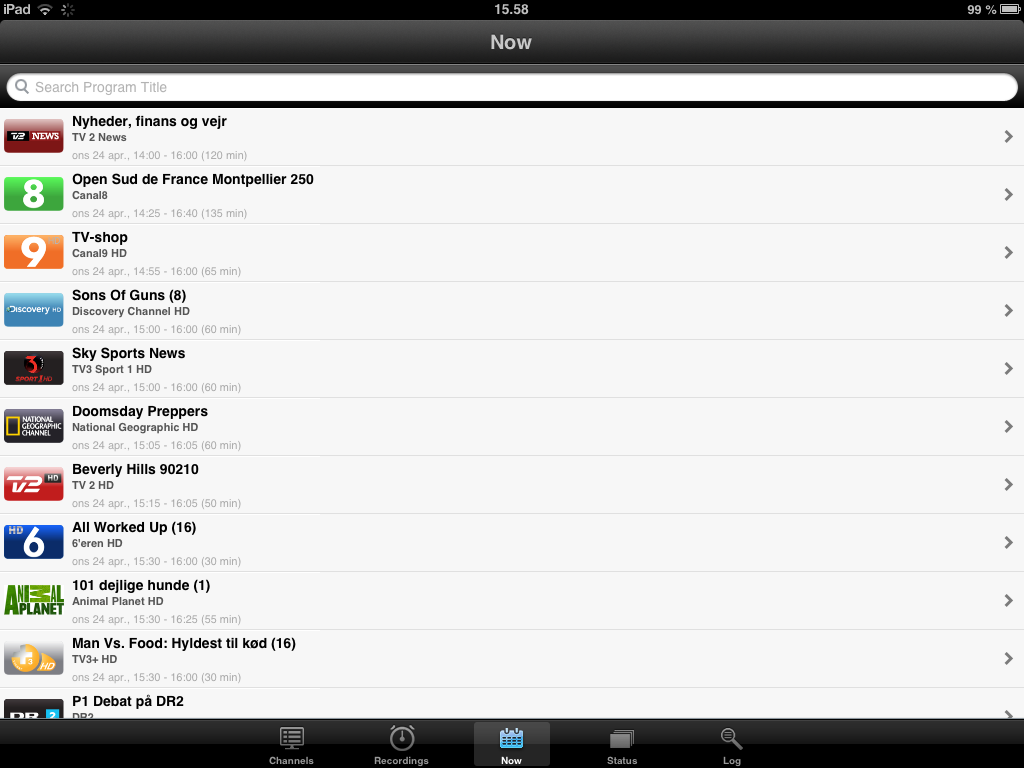 iPad 15.58 99 %
Now
Search Program Title
TV2 NEWS
Nyheder, finans og vejr
TV 2 News
ons 24 apr., 14:00 - 16:00 (120 min)
8
Open Sud de France Montpellier 250
Canal8
ons 24 apr., 14:25 - 16:40 (135 min)
9
TV-shop
Canal9 HD
ons 24 apr., 14:55 - 16:00 (65 min)
Discovery HD
Sons Of Guns (8)
Discovery Channel HD
ons 24 apr., 15:00 - 16:00 (60 min)
3
SPORT 1 HD
Sky Sports News
TV3 Sport 1 HD
ons 24 apr., 15:00 - 16:00 (60 min)
NATIONAL
GEOGRAPHIC
CHANNEL
Doomsday Preppers
National Geographic HD
ons 24 apr., 15:05 - 16:05 (60 min)
TV2 HD
Beverly Hills 90210
TV 2 HD
ons 24 apr., 15:15 - 16:05 (50 min)
HD
6
All Worked Up (16)
6'eren HD
ons 24 apr., 15:30 - 16:00 (30 min)
ANIMAL
PLANET
101 dejlige hunde (1)
Animal Planet HD
ons 24 apr., 15:30 - 16:25 (55 min)
3 HD
Man Vs. Food: Hyldest til kød (16)
TV3+ HD
ons 24 apr., 15:30 - 16:00 (30 min)
DR 2
P1 Debat på DR2
DR2
Channels
Recordings
Now
Status
Log